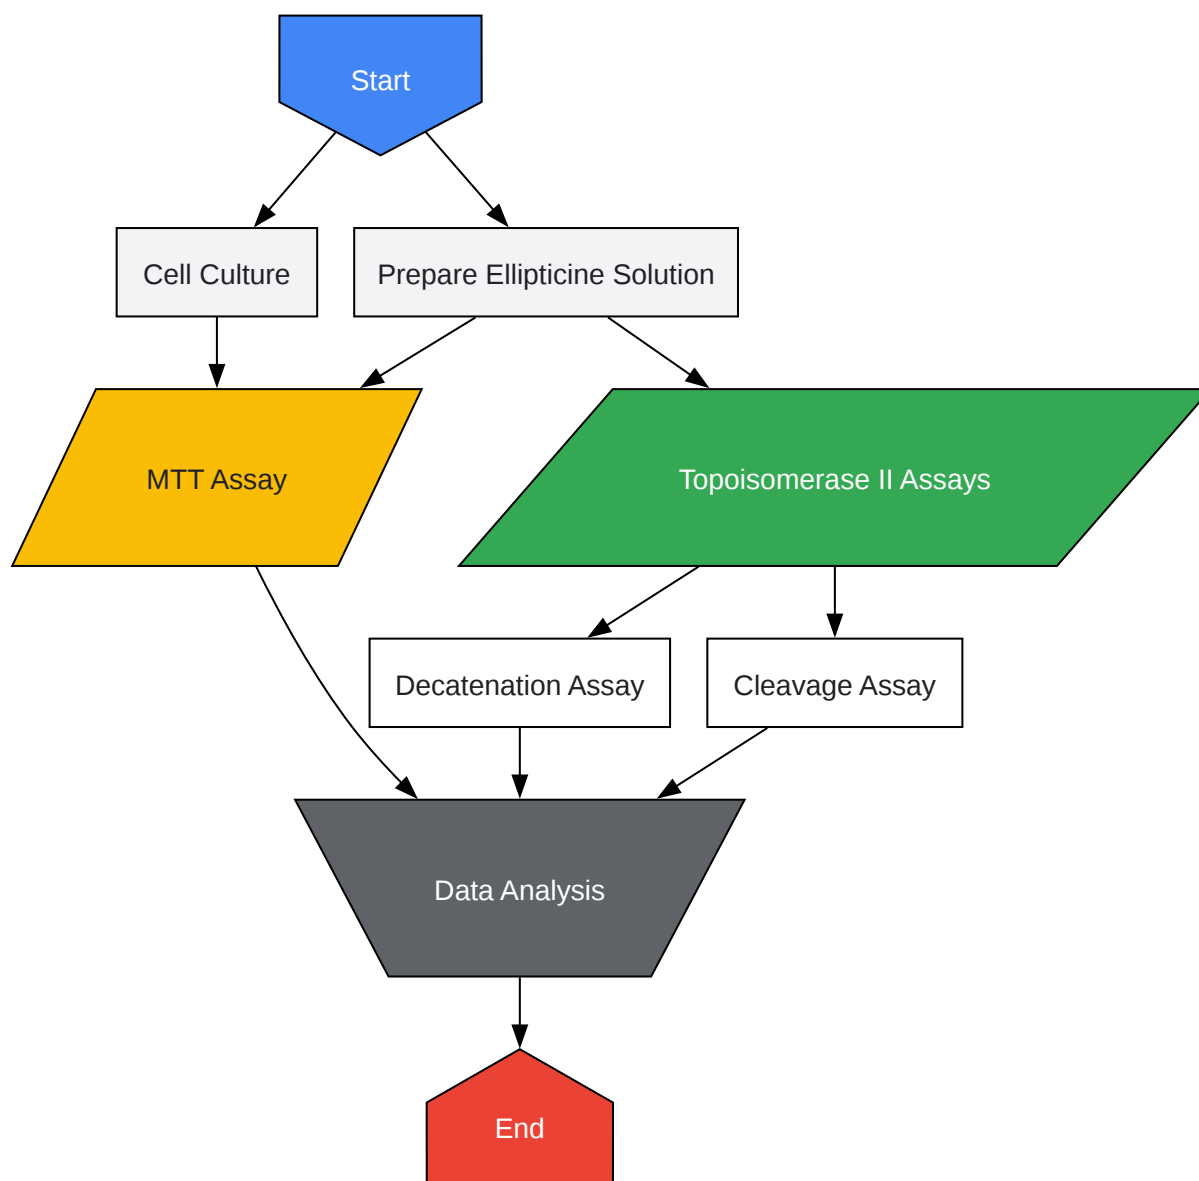 Start
Cell Culture
Prepare Ellipticine Solution
MTT Assay
Topoisomerase II Assays
Decatenation Assay
Cleavage Assay
Data Analysis
End